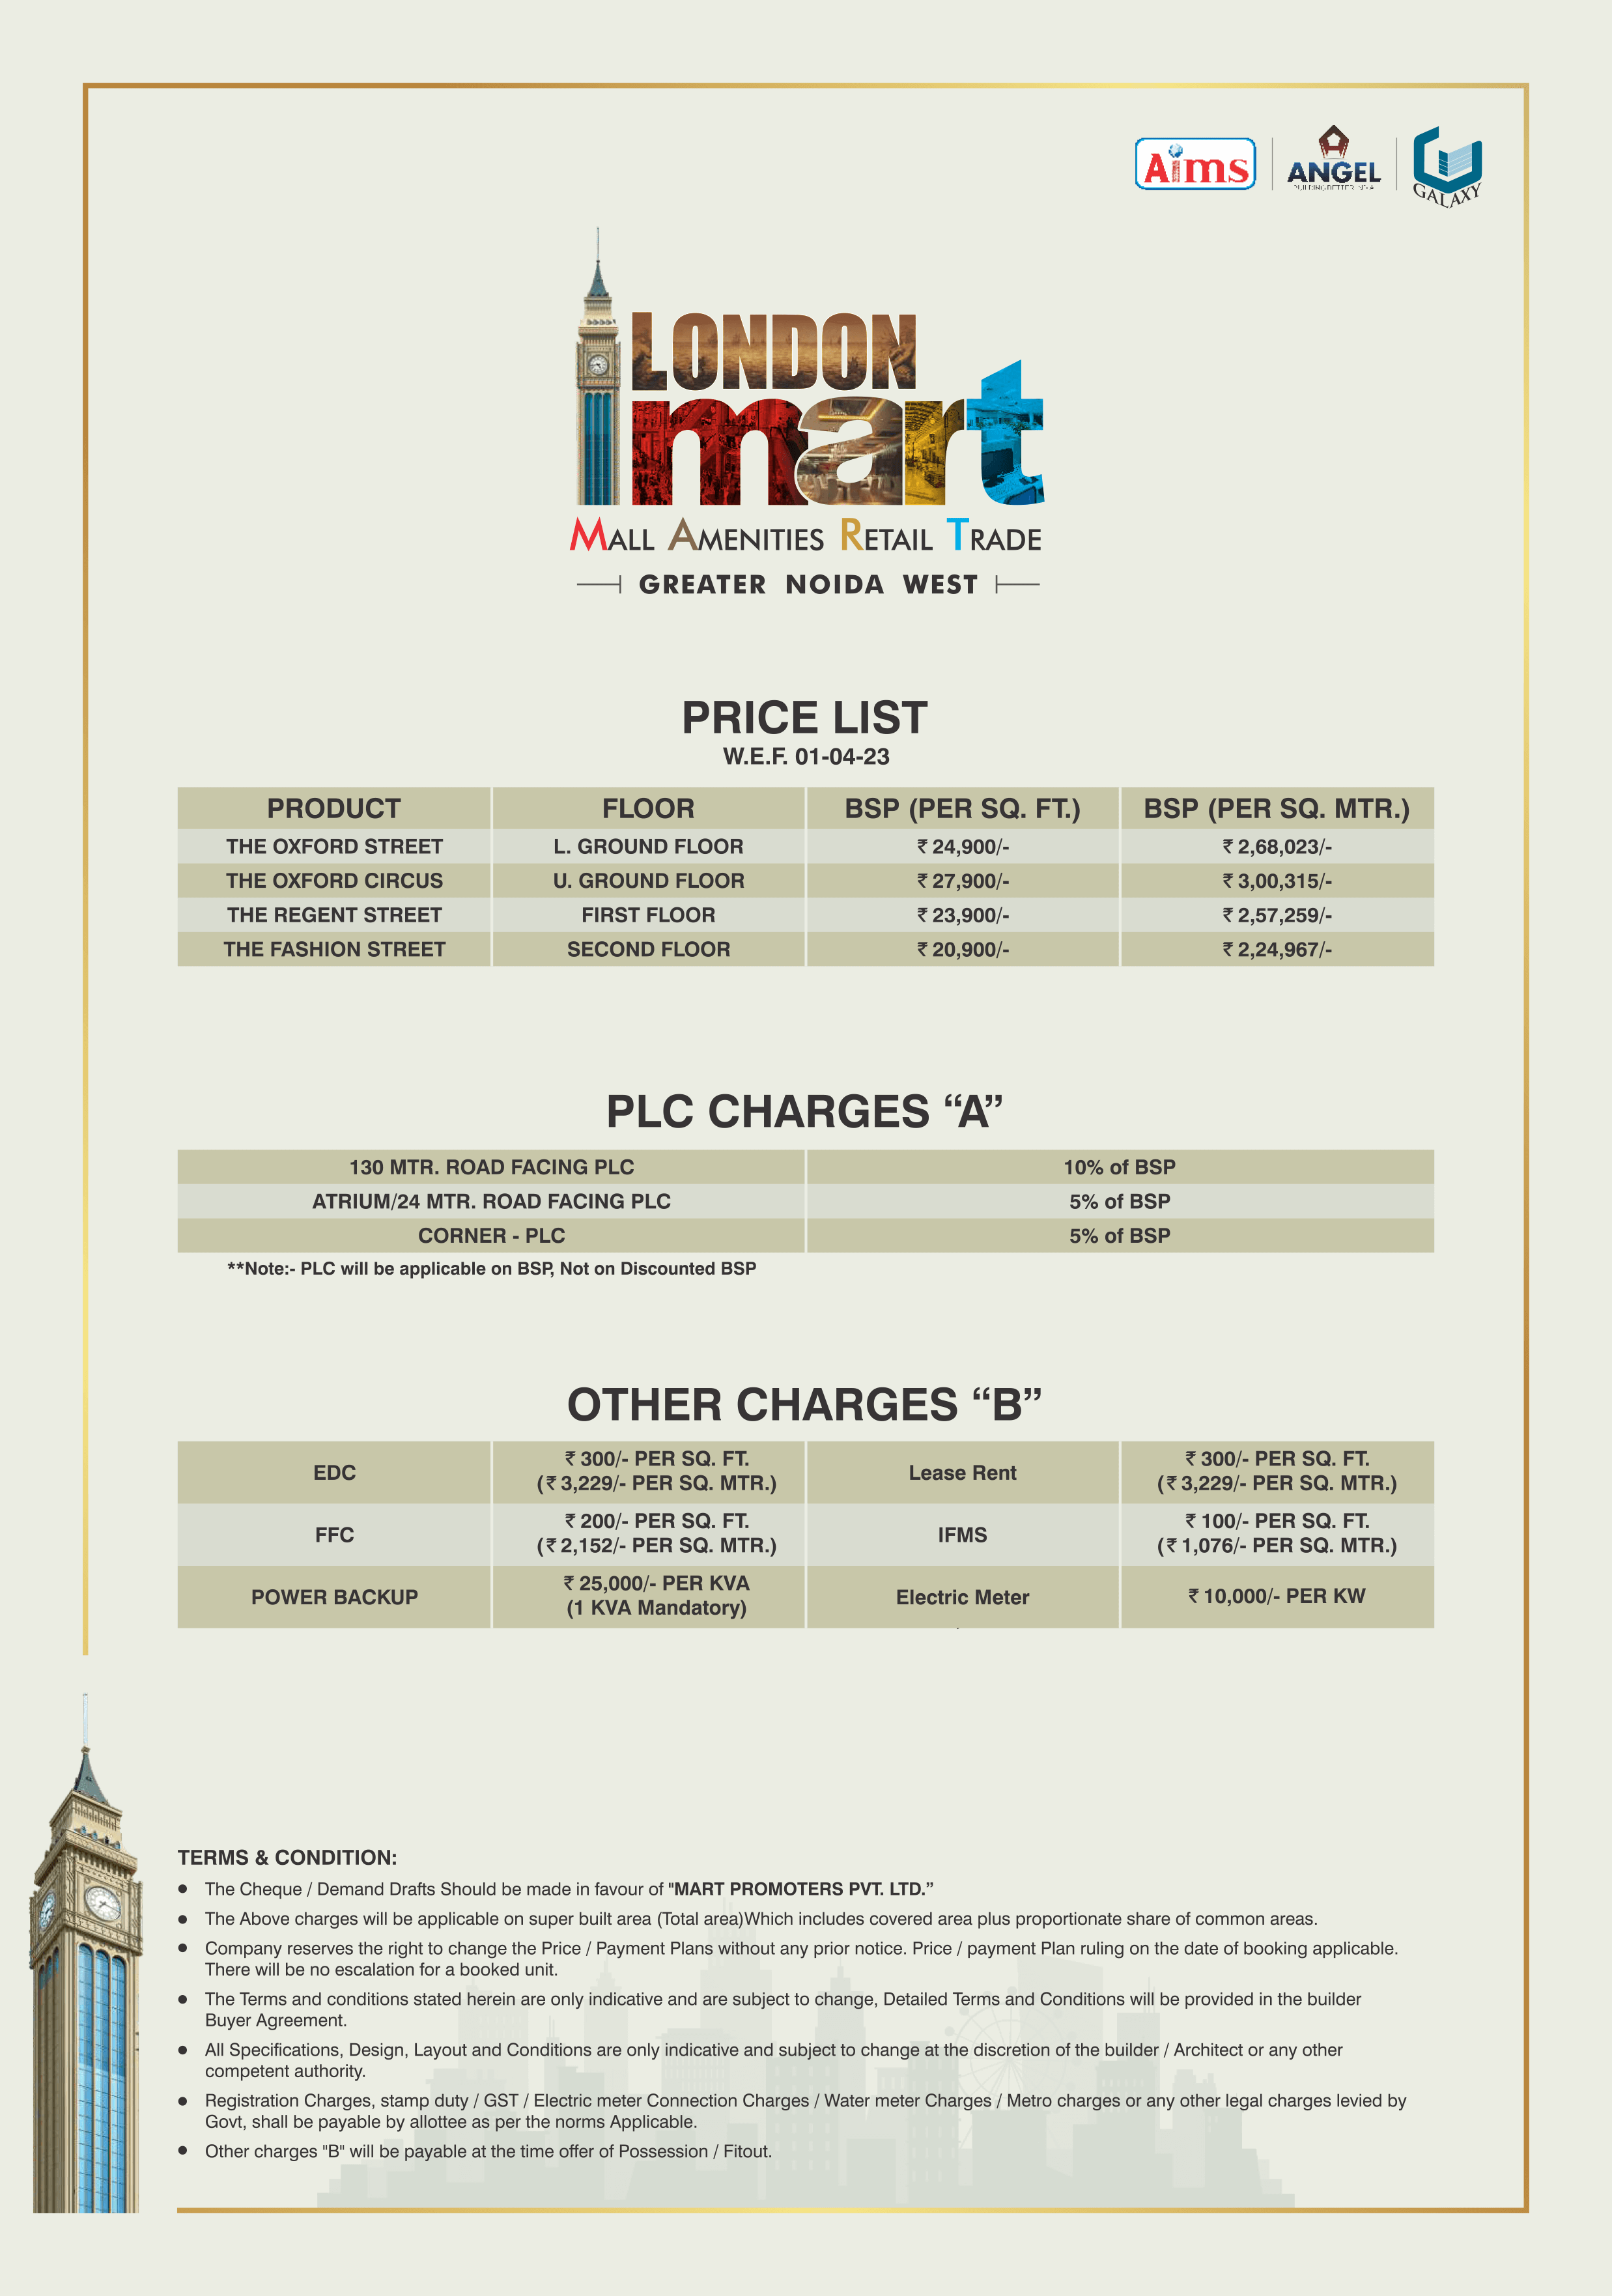 Aims
ANGEL
GALAXY
LONDON
mart
MALL AMENITIES RETAIL TRADE
GREATER NOIDA WEST
PRICE LIST
W.E.F. 01-04-23
PRODUCT FLOOR BSP (PER SQ. FT.) BSP (PER SQ. MTR.)
THE OXFORD STREET L. GROUND FLOOR ₹ 24,900/- ₹ 2,68,023/-
THE OXFORD CIRCUS U. GROUND FLOOR ₹ 27,900/- ₹ 3,00,315/-
THE REGENT STREET FIRST FLOOR ₹ 23,900/- ₹ 2,57,259/-
THE FASHION STREET SECOND FLOOR ₹ 20,900/- ₹ 2,24,967/-
PLC CHARGES “A”
130 MTR. ROAD FACING PLC 10% of BSP
ATRIUM/24 MTR. ROAD FACING PLC 5% of BSP
CORNER - PLC 5% of BSP
**Note:- PLC will be applicable on BSP, Not on Discounted BSP
OTHER CHARGES “B”
EDC ₹ 300/- PER SQ. FT. (₹ 3,229/- PER SQ. MTR.) Lease Rent ₹ 300/- PER SQ. FT. (₹ 3,229/- PER SQ. MTR.)
FFC ₹ 200/- PER SQ. FT. (₹ 2,152/- PER SQ. MTR.) IFMS ₹ 100/- PER SQ. FT. (₹ 1,076/- PER SQ. MTR.)
POWER BACKUP ₹ 25,000/- PER KVA (1 KVA Mandatory) Electric Meter ₹ 10,000/- PER KW
TERMS & CONDITION:
● The Cheque / Demand Drafts Should be made in favour of "MART PROMOTERS PVT. LTD.”
● The Above charges will be applicable on super built area (Total area)Which includes covered area plus proportionate share of common areas.
● Company reserves the right to change the Price / Payment Plans without any prior notice. Price / payment Plan ruling on the date of booking applicable.
There will be no escalation for a booked unit.
● The Terms and conditions stated herein are only indicative and are subject to change, Detailed Terms and Conditions will be provided in the builder
Buyer Agreement.
● All Specifications, Design, Layout and Conditions are only indicative and subject to change at the discretion of the builder / Architect or any other
competent authority.
● Registration Charges, stamp duty / GST / Electric meter Connection Charges / Water meter Charges / Metro charges or any other legal charges levied by
Govt, shall be payable by allottee as per the norms Applicable.
● Other charges "B" will be payable at the time offer of Possession / Fitout.